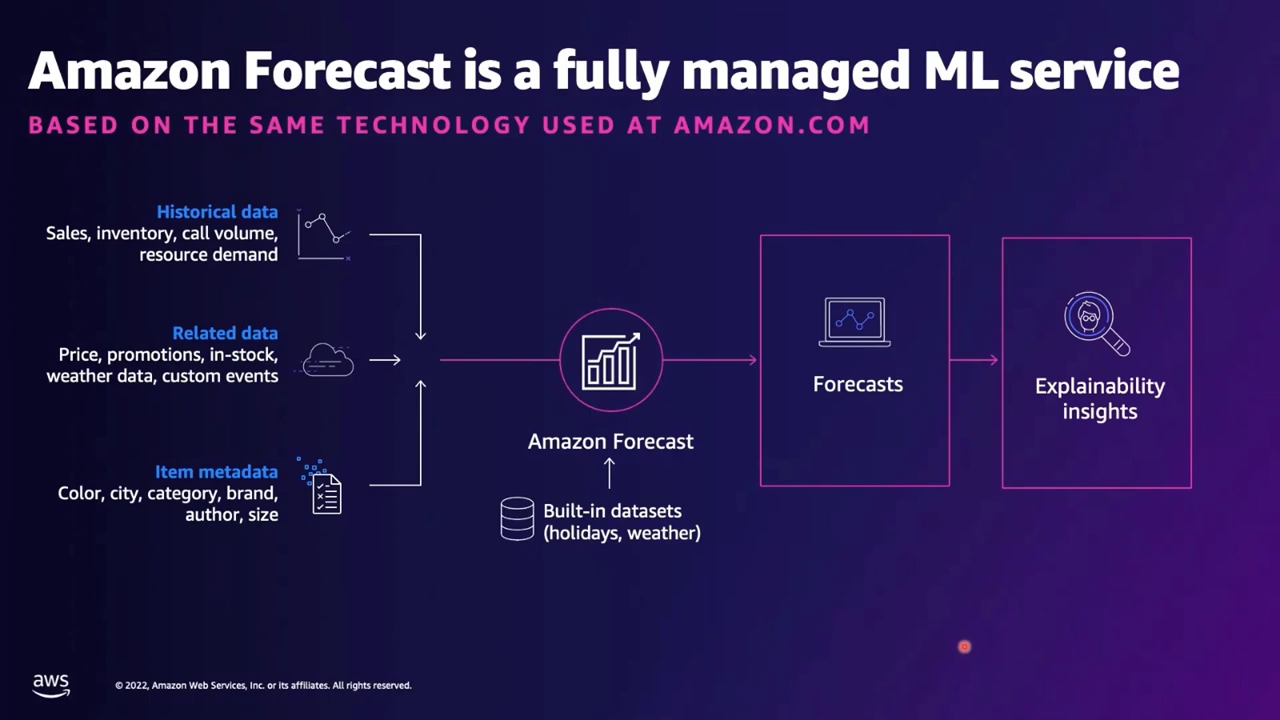 Amazon Forecast is a fully managed ML service
BASED ON THE SAME TECHNOLOGY USED AT AMAZON.COM
Historical data
Sales, inventory, call volume,
resource demand
Related data
Price, promotions, in-stock,
weather data, custom events
Item metadata
Color, city, category, brand,
author, size
Amazon Forecast
Built-in datasets
(holidays, weather)
Forecasts
Explainability
insights
aws
© 2022, Amazon Web Services, Inc. or its affiliates. All rights reserved.